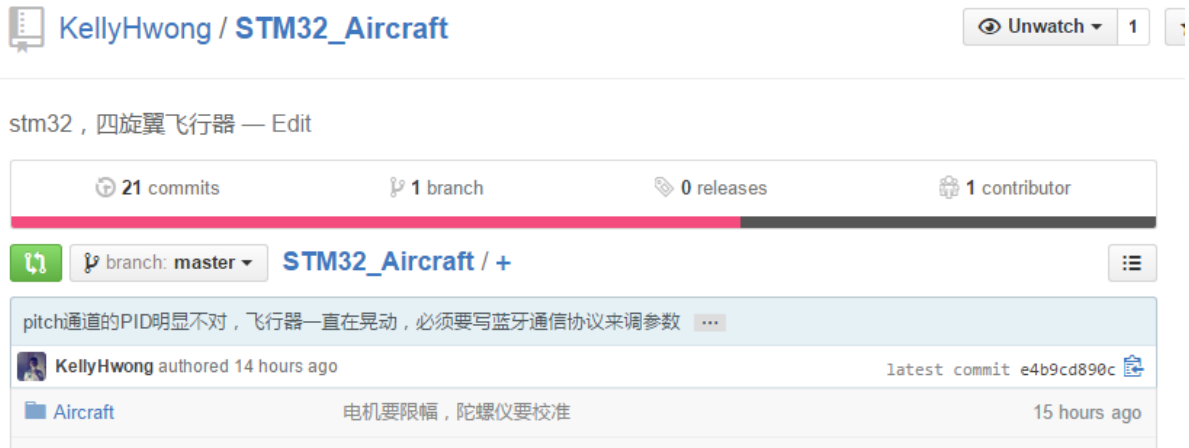 KellyHwong / STM32_Aircraft Unwatch 1
stm32，四旋翼飞行器 — Edit
21 commits 1 branch 0 releases 1 contributor
branch: master STM32_Aircraft / +
pitch通道的PID明显不对，飞行器一直在晃动，必须要写蓝牙通信协议来调参数 ...
KellyHwong authored 14 hours ago latest commit e4b9cd890c
Aircraft 电机要限幅，陀螺仪要校准 15 hours ago